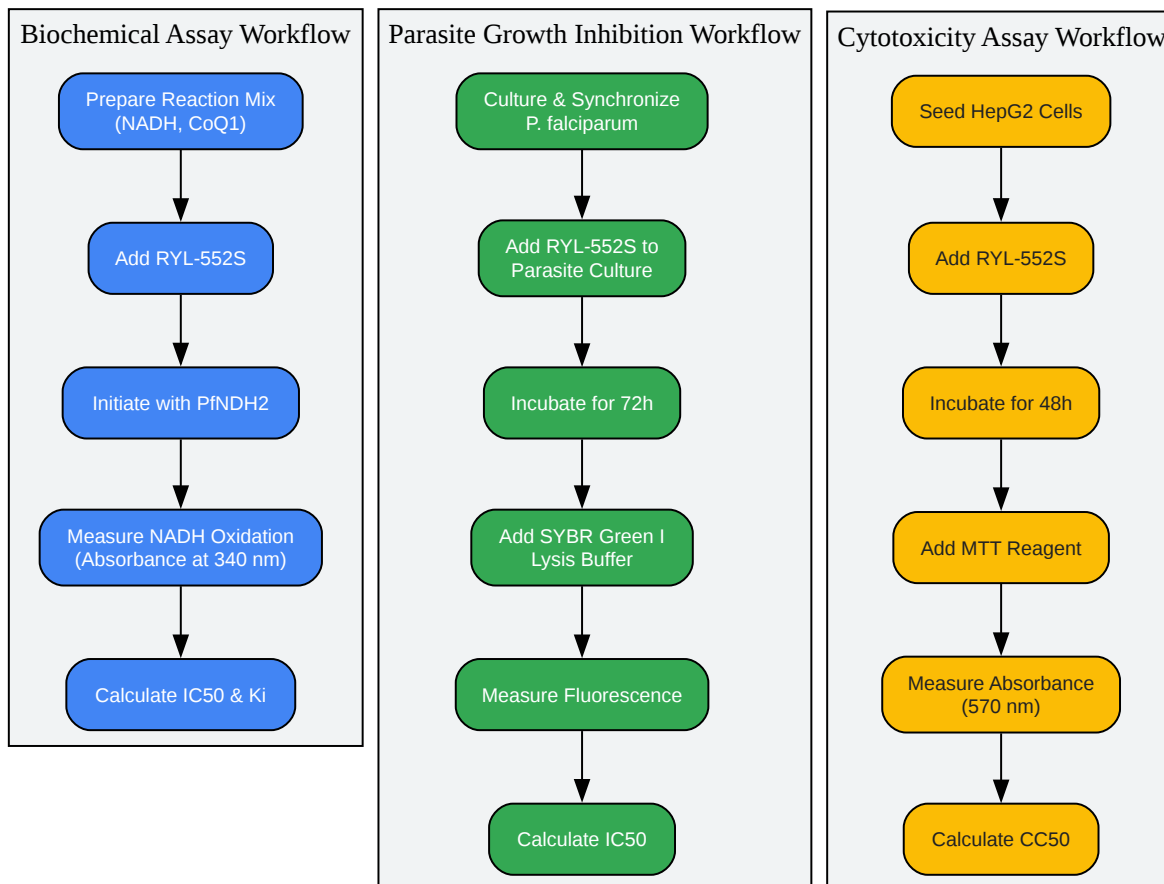 Biochemical Assay Workflow
Prepare Reaction Mix
(NADH, CoQ1)
Add RYL-552S
Initiate with PfNDH2
Measure NADH Oxidation
(Absorbance at 340 nm)
Calculate IC50 & Ki
Parasite Growth Inhibition Workflow
Culture & Synchronize
P. falciparum
Add RYL-552S to
Parasite Culture
Incubate for 72h
Add SYBR Green I
Lysis Buffer
Measure Fluorescence
Calculate IC50
Cytotoxicity Assay Workflow
Seed HepG2 Cells
Add RYL-552S
Incubate for 48h
Add MTT Reagent
Measure Absorbance
(570 nm)
Calculate CC50